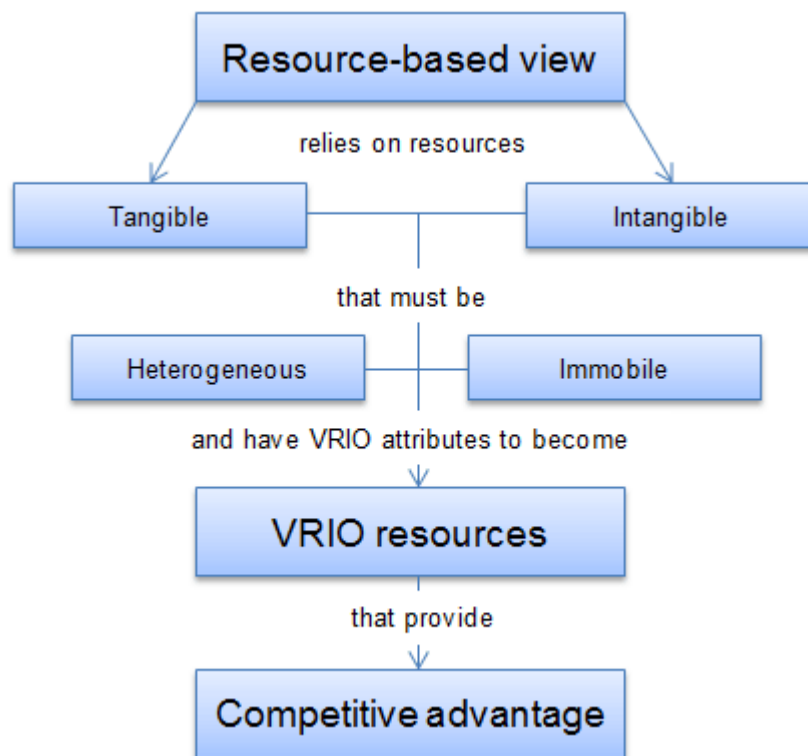 Resource-based view
relies on resources
Tangible
Intangible
that must be
Heterogeneous
Immobile
and have VRIO attributes to become
VRIO resources
that provide
Competitive advantage